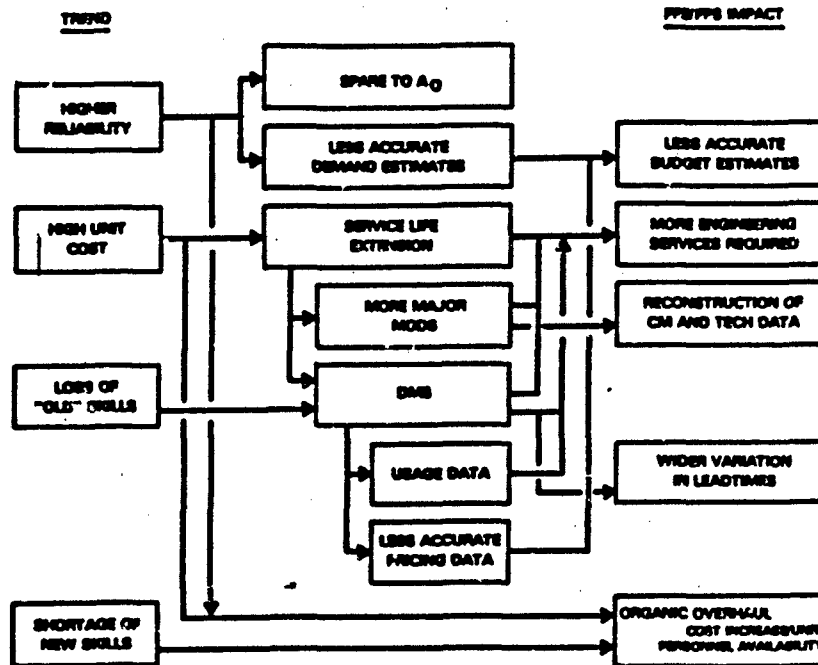 TREND
FFB/FPS IMPACT
SPARE TO AO
HIGHER
RELIABILITY
LESS ACCURATE
DEMAND ESTIMATES
LESS ACCURATE
BUDGET ESTIMATES
HIGH UNIT
COST
SERVICE LIFE
EXTENSION
MORE ENGINEERING
SERVICES REQUIRED
MORE MAJOR
MODS
RECONSTRUCTION OF
CM AND TECH DATA
LOSS OF
"OLD" SKILLS
DMS
USAGE DATA
WIDER VARIATION
IN LEADTIMES
LESS ACCURATE
PRICING DATA
SHORTAGE OF
NEW SKILLS
ORGANIC OVERHAUL
COST INCREASE/UNIT
PERSONNEL AVAILABILITY